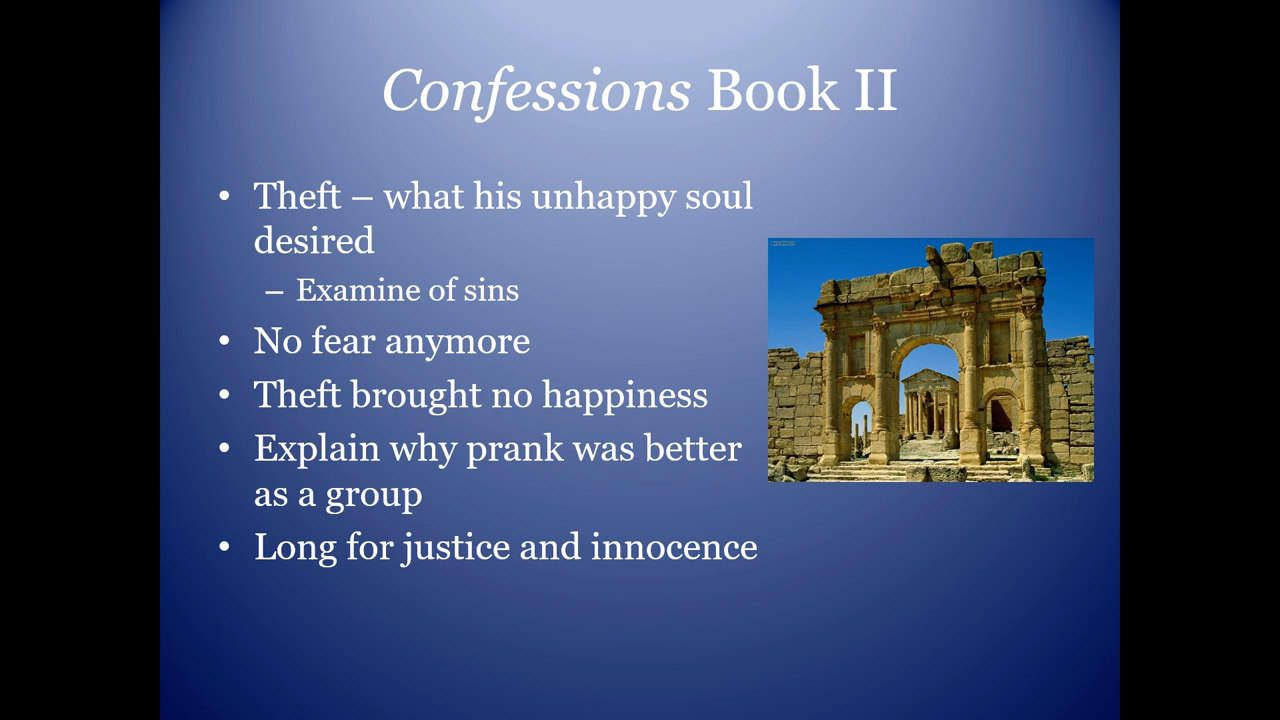 Confessions Book II
• Theft – what his unhappy soul
desired
– Examine of sins
• No fear anymore
• Theft brought no happiness
• Explain why prank was better
as a group
• Long for justice and innocence